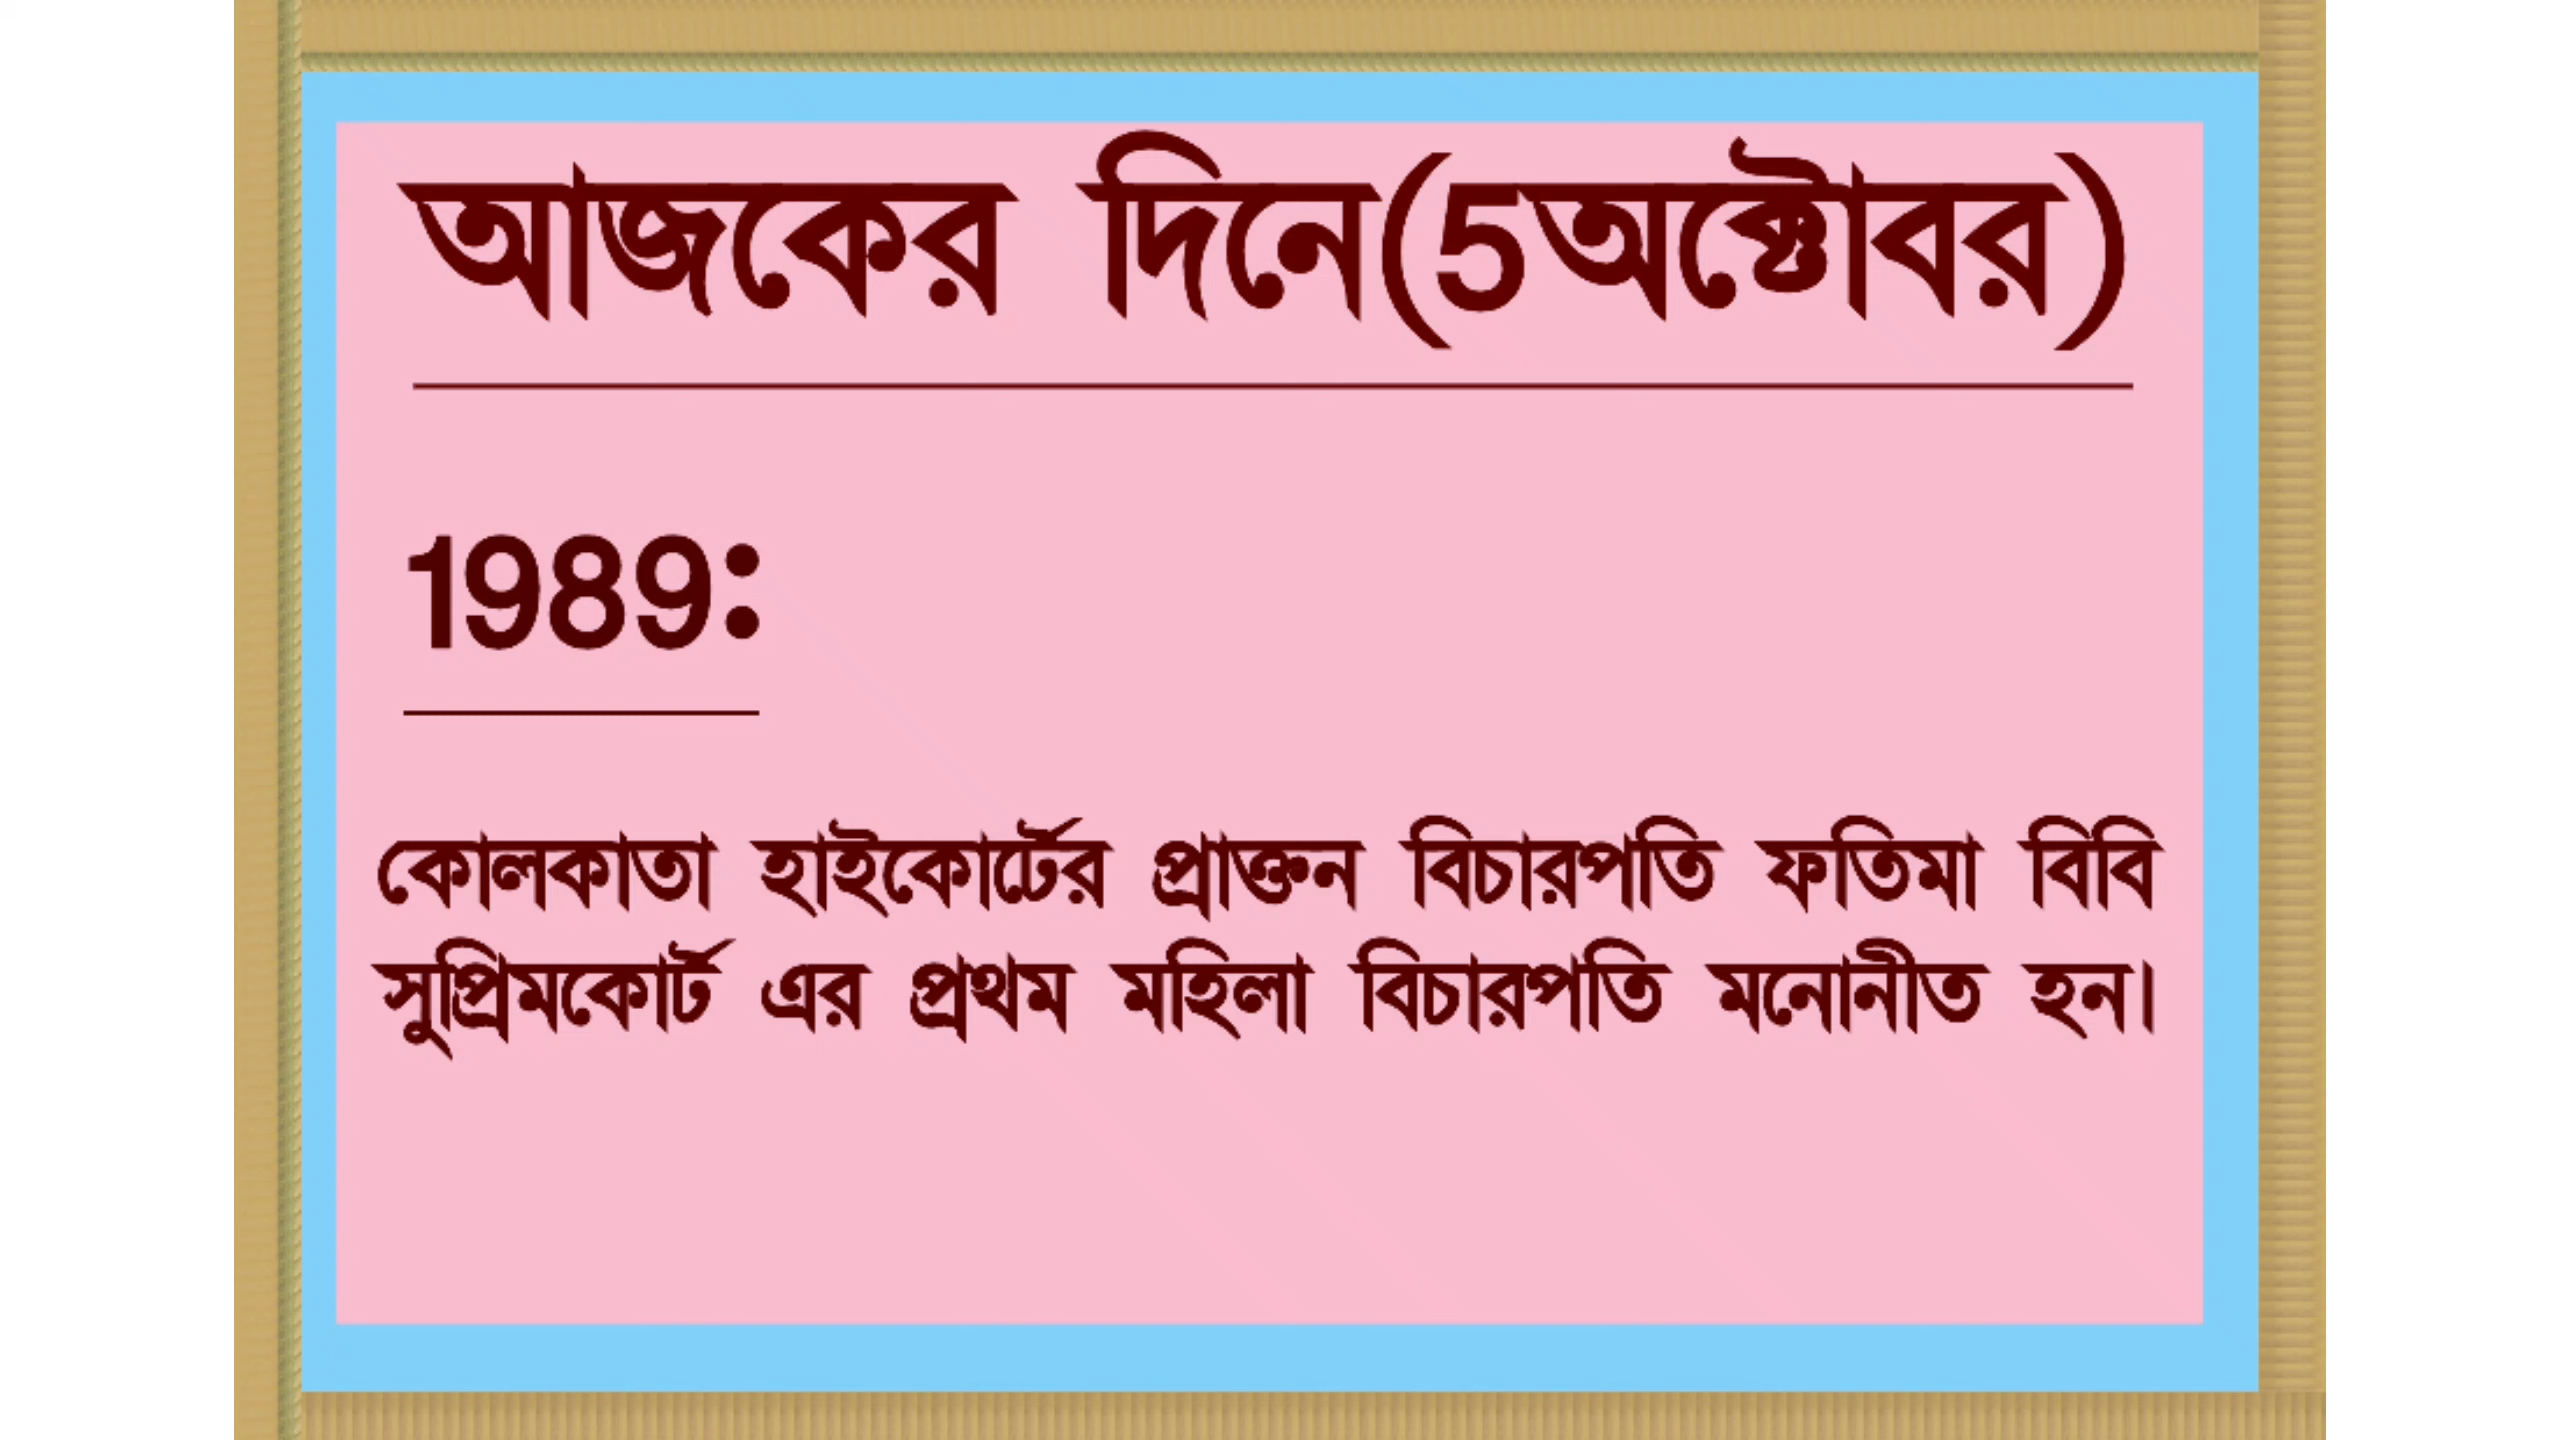 আজকের দিনে(5অক্টোবর)
1989:
কোলকাতা হাইকোর্টের প্রাক্তন বিচারপতি ফতিমা বিবি
সুপ্রিমকোর্ট এর প্রথম মহিলা বিচারপতি মনোনীত হন।